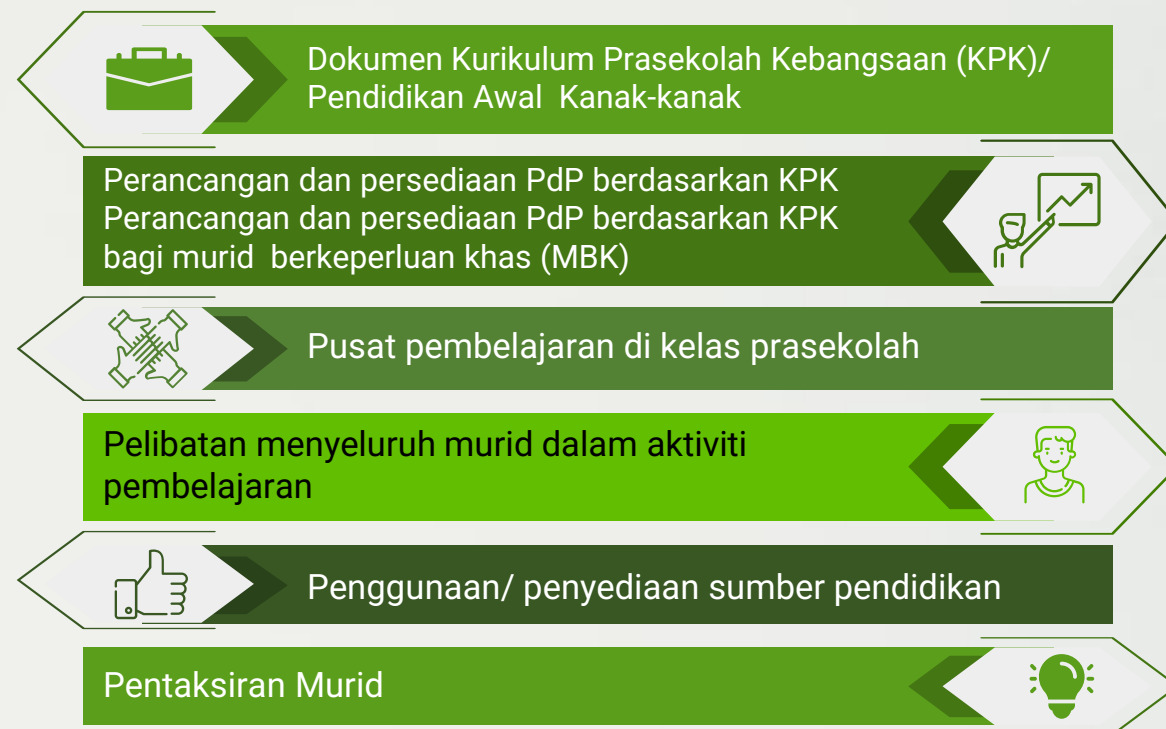 Dokumen Kurikulum Prasekolah Kebangsaan (KPK)/
Pendidikan Awal Kanak-kanak
Perancangan dan persediaan PdP berdasarkan KPK
Perancangan dan persediaan PdP berdasarkan KPK
bagi murid berkeperluan khas (MBK)
Pusat pembelajaran di kelas prasekolah
Pelibatan menyeluruh murid dalam aktiviti
pembelajaran
Penggunaan/ penyediaan sumber pendidikan
Pentaksiran Murid